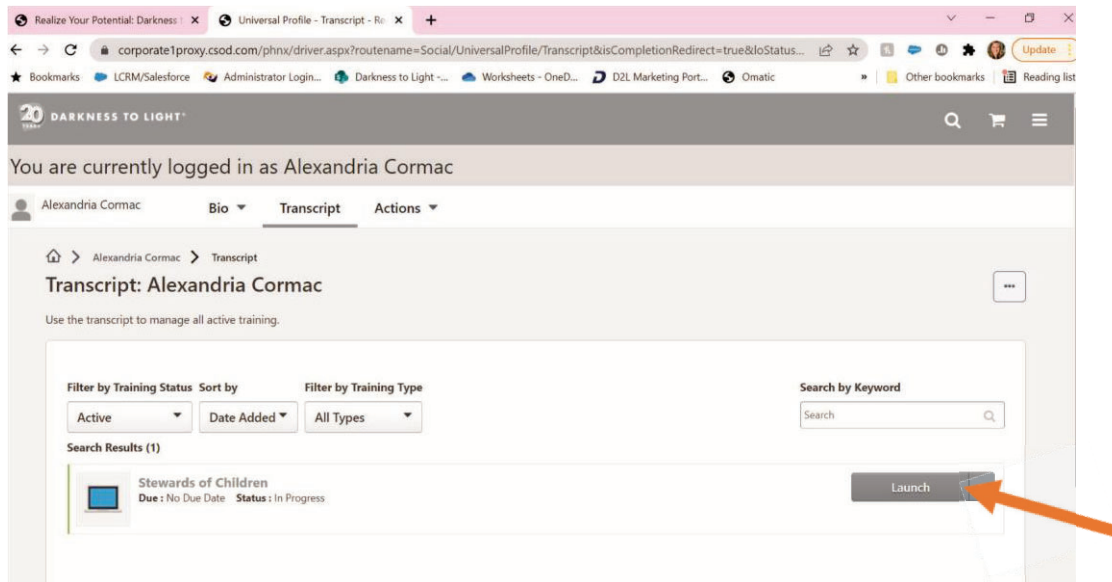 Realize Your Potential: Darkness t
Universal Profile - Transcript - Re
corporate1proxy.csod.com/phnx/driver.aspx?routename=Social/UniversalProfile/Transcript&isCompletionRedirect=true&loStatus...
Update
Bookmarks LCRM/Salesforce Administrator Login... Darkness to Light -... Worksheets - OneD... D2L Marketing Port... Omatic » Other bookmarks Reading list
20 YEARS DARKNESS TO LIGHT
You are currently logged in as Alexandria Cormac
Alexandria Cormac Bio Transcript Actions
Alexandria Cormac > Transcript
Transcript: Alexandria Cormac
Use the transcript to manage all active training.
Filter by Training Status Sort by Filter by Training Type Search by Keyword
Active Date Added All Types Search
Search Results (1)
Stewards of Children
Due : No Due Date Status : In Progress
Launch